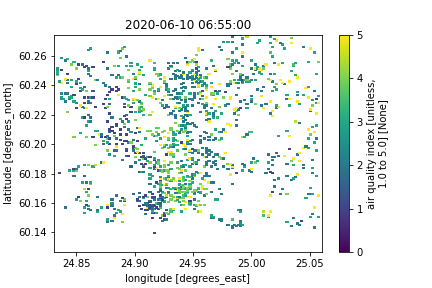 2020-06-10 06:55:00
60.26
60.24
60.22
60.20
60.18
60.16
60.14
latitude [degrees_north]
24.85 24.90 24.95 25.00 25.05
longitude [degrees_east]
5
4
3
2
1
0
air quality index [unitless,
1.0 to 5.0] [None]